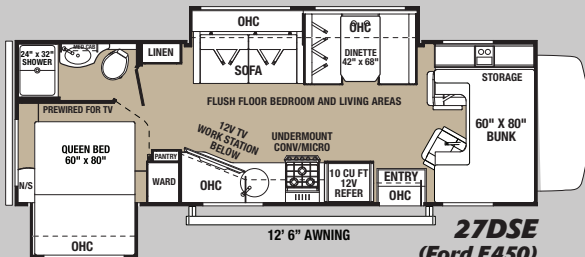 OHC
OHC
24" x 32"
SHOWER
MED CAB
LINEN
SOFA
DINETTE
42" x 68"
STORAGE
FLUSH FLOOR BEDROOM AND LIVING AREAS
PREWIRED FOR TV
60" X 80"
BUNK
12V TV
WORK STATION
BELOW
UNDERMOUNT
CONV/MICRO
QUEEN BED
60" x 80"
PANTRY
N/S
WARD
OHC
10 CU FT
12V
REFER
ENTRY
OHC
OHC
12' 6" AWNING
27DSE
(Ford E450)